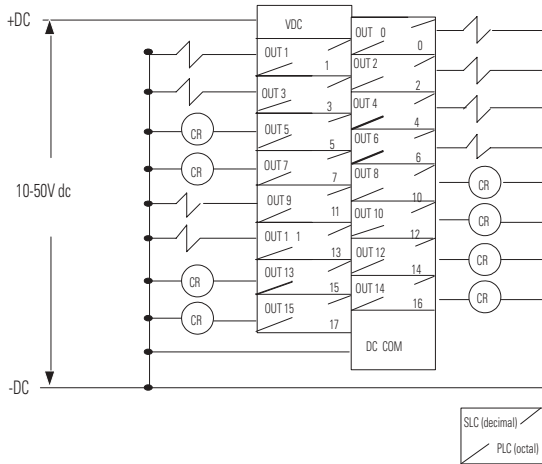 +DC
VDC
OUT 0
0
OUT 1
1
OUT 2
2
OUT 3
3
OUT 4
4
OUT 5
5
CR
OUT 6
6
OUT 7
7
CR
OUT 8
10
CR
10-50V dc
OUT 9
11
OUT 10
12
CR
OUT 1 1
13
OUT 12
14
CR
OUT 13
15
CR
OUT 14
16
CR
OUT 15
17
CR
DC COM
-DC
SLC (decimal)
PLC (octal)